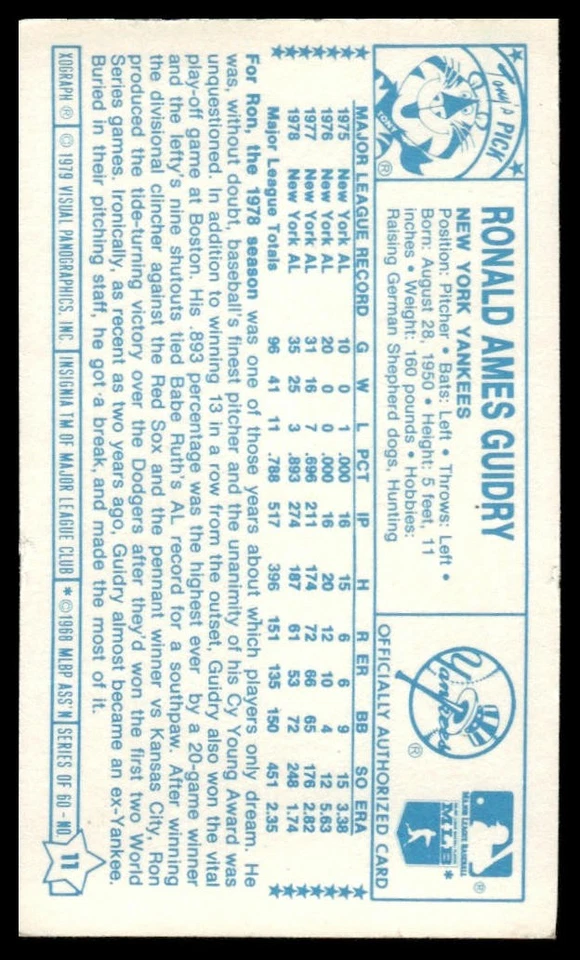 Tony's PICK
TONY
®
RONALD AMES GUIDRY
NEW YORK YANKEES
Position: Pitcher • Bats: Left • Throws: Left •
Born: August 28, 1950 • Height: 5 feet, 11
inches • Weight: 160 pounds • Hobbies:
Raising German Shepherd dogs, Hunting
Yankees
®
MAJOR LEAGUE BASEBALL
®
MLB*
OFFICIALLY AUTHORIZED CARD
MAJOR LEAGUE RECORD G W L PCT IP H R ER BB SO ERA
1975 New York AL 10 0 1 .000 16 15 6 6 9 15 3.38
1976 New York AL 20 0 0 .000 16 20 12 10 4 12 5.63
1977 New York AL 31 16 7 .696 211 174 72 66 65 176 2.82
1978 New York AL 35 25 3 .893 274 187 61 53 72 248 1.74
Major League Totals 96 41 11 .788 517 396 151 135 150 451 2.35
For Ron, the 1978 season was one of those years about which players only dream. He
was, without doubt, baseball's finest pitcher and the unanimity of his Cy Young Award was
unquestioned. In addition to winning 13 in a row from the outset, Guidry also won the vital
play-off game at Boston. His .893 percentage was the highest ever by a 20-game winner
and the lefty's nine shutouts tied Babe Ruth's AL record for a southpaw. After winning
the divisional clincher against the Red Sox and the pennant winner vs Kansas City, Ron
produced the tide-turning victory over the Dodgers after they'd won the first two World
Series games. Ironically, as recent as two years ago, Guidry almost became an ex-Yankee.
Buried in their pitching staff, he got a break, and made the most of it.
XOGRAPH ® © 1979 VISUAL PANOGRAPHICS, INC. INSIGNIA TM OF MAJOR LEAGUE CLUB * ©1968 MLBP ASS'N SERIES OF 60-NO. 11